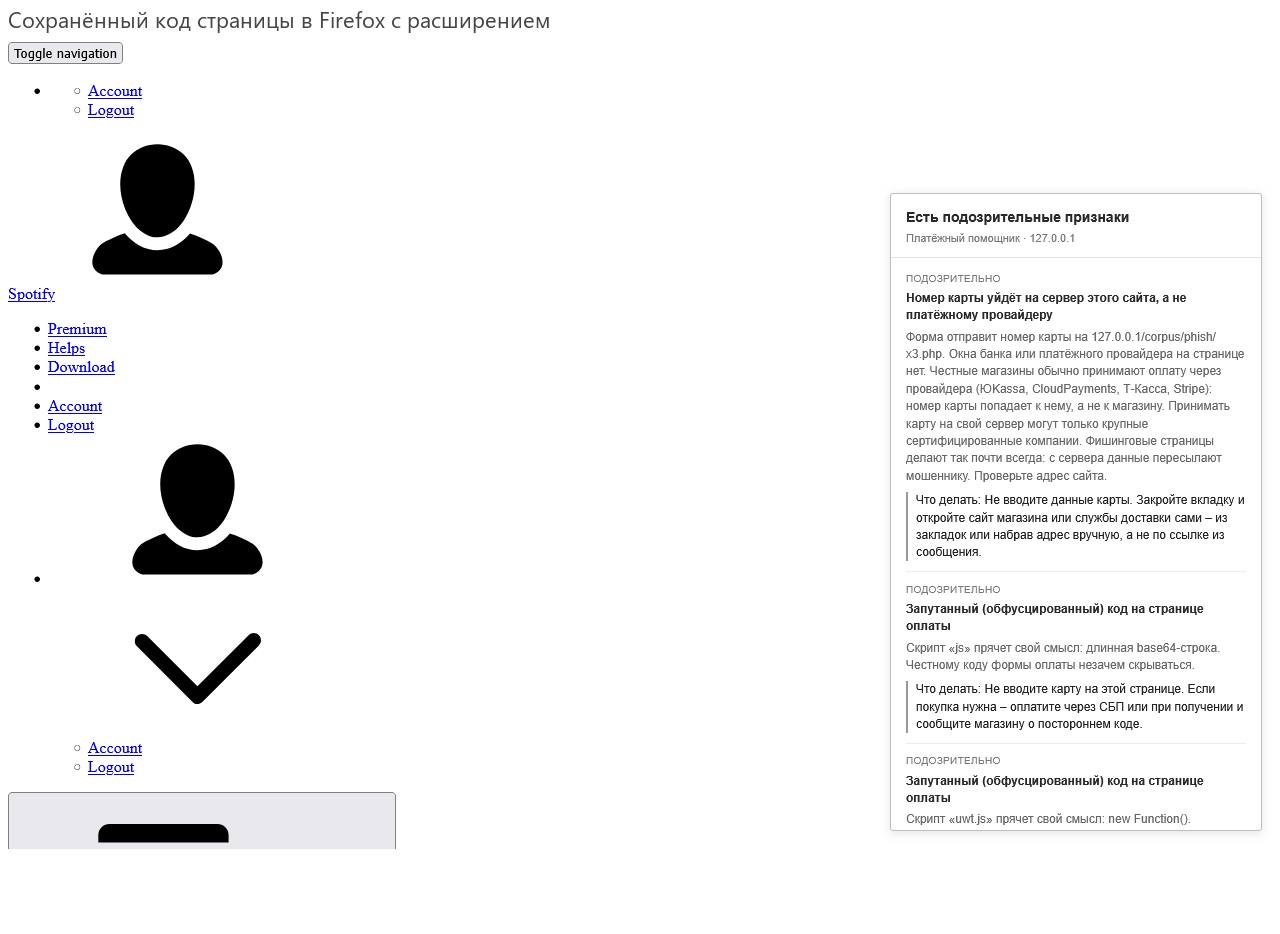 Сохранённый код страницы в Firefox с расширением
Toggle navigation
Account
Logout
Spotify
Premium
Helps
Download
Account
Logout
Account
Logout
Есть подозрительные признаки
Платёжный помощник · 127.0.0.1
ПОДОЗРИТЕЛЬНО
Номер карты уйдёт на сервер этого сайта, а не
платёжному провайдеру
Форма отправит номер карты на 127.0.0.1/corpus/phish/
x3.php. Окна банка или платёжного провайдера на странице
нет. Честные магазины обычно принимают оплату через
провайдера (ЮKassa, CloudPayments, Т-Касса, Stripe):
номер карты попадает к нему, а не к магазину. Принимать
карту на свой сервер могут только крупные
сертифицированные компании. Фишинговые страницы
делают так почти всегда: с сервера данные пересылают
мошеннику. Проверьте адрес сайта.
Что делать: Не вводите данные карты. Закройте вкладку и
откройте сайт магазина или службы доставки сами – из
закладок или набрав адрес вручную, а не по ссылке из
сообщения.
ПОДОЗРИТЕЛЬНО
Запутанный (обфусцированный) код на странице
оплаты
Скрипт «js» прячет свой смысл: длинная base64-строка.
Честному коду формы оплаты незачем скрываться.
Что делать: Не вводите карту на этой странице. Если
покупка нужна – оплатите через СБП или при получении и
сообщите магазину о постороннем коде.
ПОДОЗРИТЕЛЬНО
Запутанный (обфусцированный) код на странице
оплаты
Скрипт «uwt.js» прячет свой смысл: new Function().